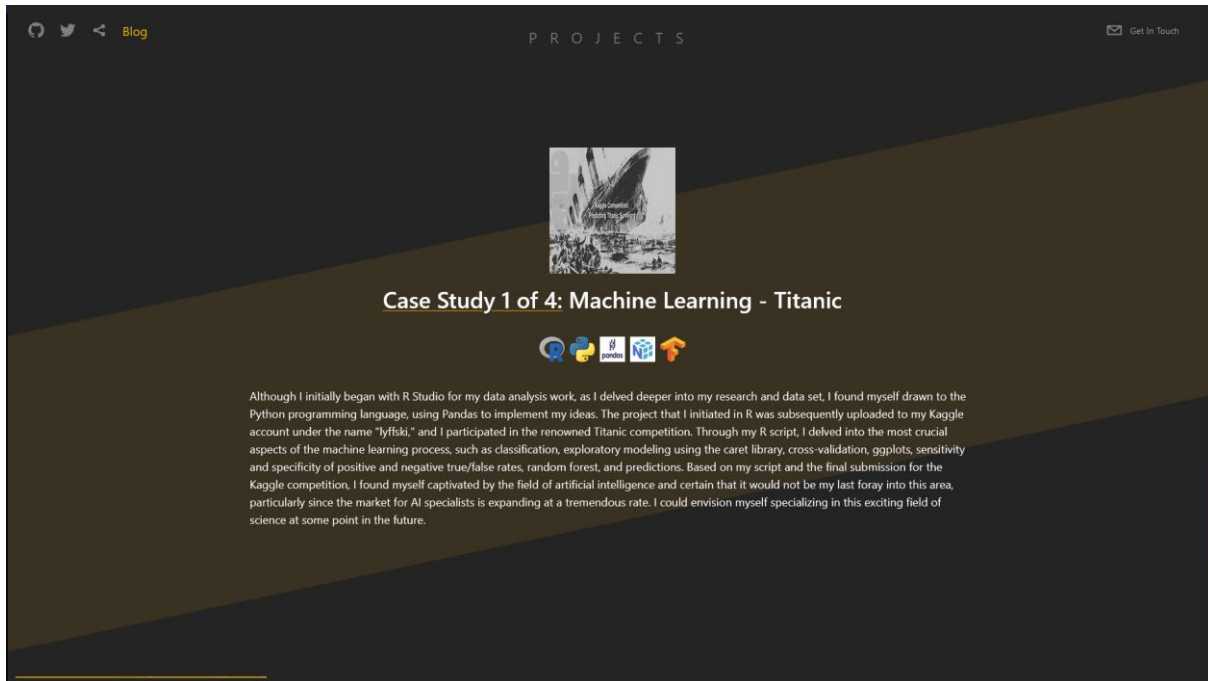 Blog
PROJECTS
Get In Touch
Kaggle Competition
Predicting Titanic Survivors
Case Study 1 of 4: Machine Learning - Titanic
pandas
Although I initially began with R Studio for my data analysis work, as I delved deeper into my research and data set, I found myself drawn to the
Python programming language, using Pandas to implement my ideas. The project that I initiated in R was subsequently uploaded to my Kaggle
account under the name "lyffski," and I participated in the renowned Titanic competition. Through my R script, I delved into the most crucial
aspects of the machine learning process, such as classification, exploratory modeling using the caret library, cross-validation, ggplots, sensitivity
and specificity of positive and negative true/false rates, random forest, and predictions. Based on my script and the final submission for the
Kaggle competition, I found myself captivated by the field of artificial intelligence and certain that it would not be my last foray into this area,
particularly since the market for AI specialists is expanding at a tremendous rate. I could envision myself specializing in this exciting field of
science at some point in the future.